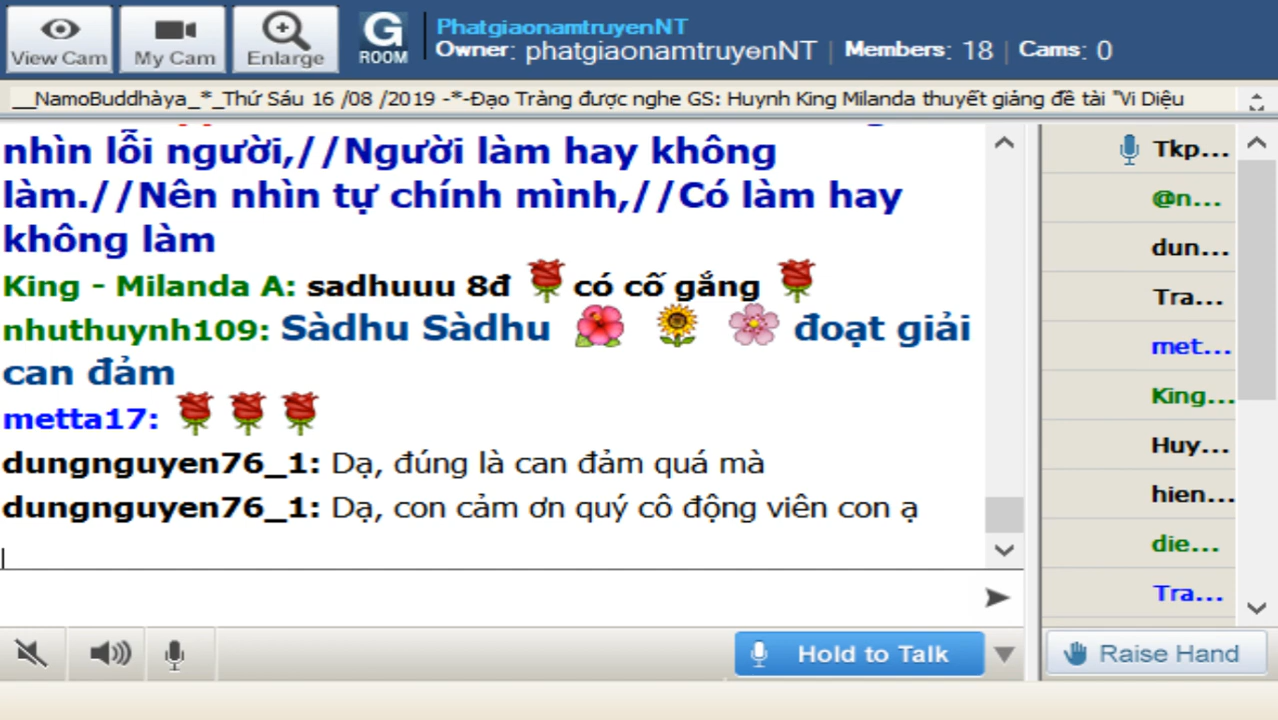 View Cam
My Cam
Enlarge
G
ROOM
PhatgiaonamtruyenNT
Owner: phatgiaonamtruyenNT | Members: 18 | Cams: 0
__NamoBuddhàya_*_Thứ Sáu 16 /08 /2019 -*-Đạo Tràng được nghe GS: Huynh King Milanda thuyết giảng đề tài "Vi Diệu
nhìn lỗi người,//Người làm hay không
làm.//Nên nhìn tự chính mình,//Có làm hay
không làm
King - Milanda A: sadhuuu 8đ có cố gắng
nhuthuynh109: Sàdhu Sàdhu đoạt giải
can đảm
metta17:
dungnguyen76_1: Dạ, đúng là can đảm quá mà
dungnguyen76_1: Dạ, con cảm ơn quý cô động viên con ạ
Tkp...
@n...
dun...
Tra...
met...
King...
Huy...
hien...
die...
Tra...
Hold to Talk
Raise Hand